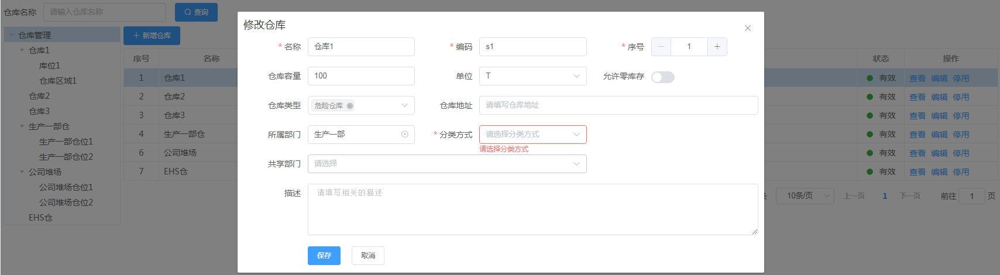 仓库名称 请输入仓库名称 查询
仓库管理
仓库1
库位1
仓库区域1
仓库2
仓库3
生产一部仓
生产一部仓位1
生产一部仓位2
公司堆场
公司堆场仓位1
公司堆场仓位2
EHS仓
新增仓库
序号 名称 状态 操作
1 仓库1 有效 查看 编辑 停用
2 仓库2 有效 查看 编辑 停用
3 仓库3 有效 查看 编辑 停用
4 生产一部仓 有效 查看 编辑 停用
6 公司堆场 有效 查看 编辑 停用
7 EHS仓 有效 查看 编辑 停用
条 10条/页 上一页 1 下一页 前往 1 页
修改仓库
* 名称 仓库1 * 编码 s1 * 序号 1
仓库容量 100 单位 T 允许零库存
仓库类型 危险仓库 仓库地址 请填写仓库地址
所属部门 生产一部 * 分类方式 请选择分类方式
请选择分类方式
共享部门 请选择
描述 请填写相关的描述
保存 取消